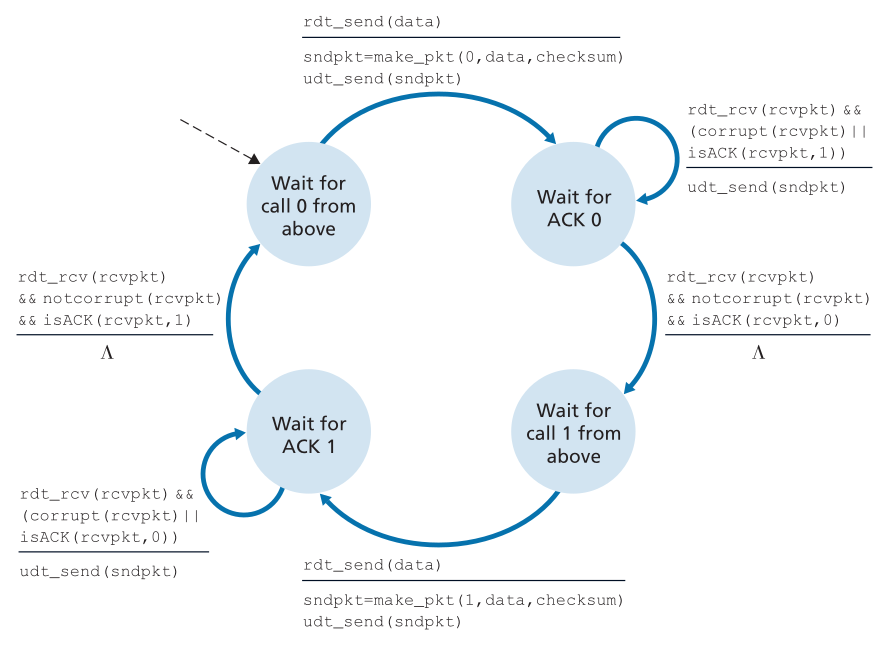 rdt_send(data)
sndpkt=make_pkt(0,data,checksum)
udt_send(sndpkt)
rdt_rcv(rcvpkt) &&
(corrupt(rcvpkt)||
isACK(rcvpkt,1))
udt_send(sndpkt)
Wait for
call 0 from
above
Wait for
ACK 0
rdt_rcv(rcvpkt)
&& notcorrupt(rcvpkt)
&& isACK(rcvpkt,1)
Λ
rdt_rcv(rcvpkt)
&& notcorrupt(rcvpkt)
&& isACK(rcvpkt,0)
Λ
Wait for
ACK 1
Wait for
call 1 from
above
rdt_rcv(rcvpkt) &&
(corrupt(rcvpkt)||
isACK(rcvpkt,0))
udt_send(sndpkt)
rdt_send(data)
sndpkt=make_pkt(1,data,checksum)
udt_send(sndpkt)